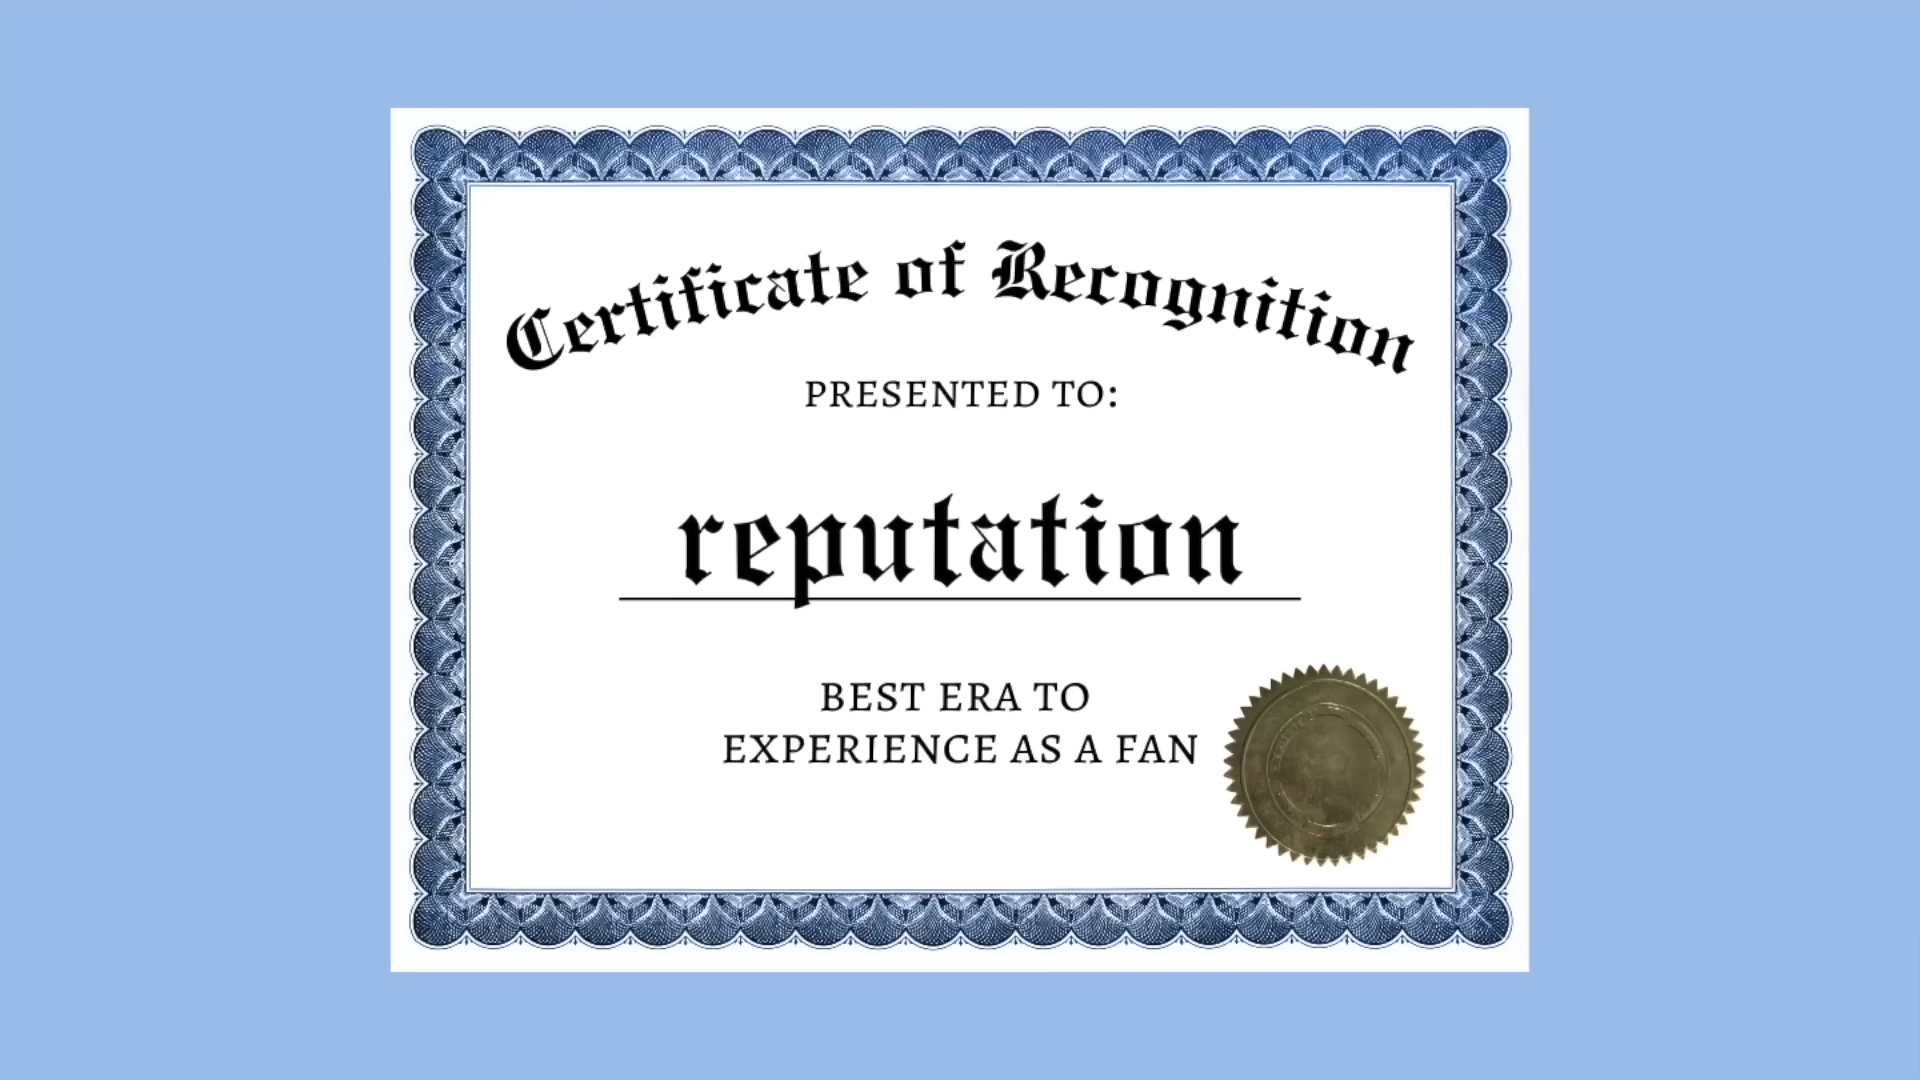 Certificate of Recognition
PRESENTED TO:
reputation
BEST ERA TO
EXPERIENCE AS A FAN